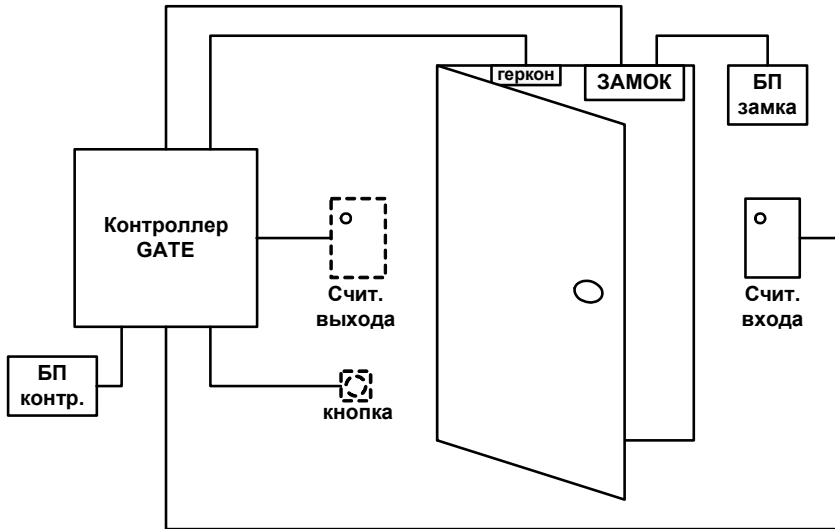 геркон
ЗАМОК
БП
замка
Контроллер
GATE
Счит.
выхода
Счит.
входа
БП
контр.
кнопка